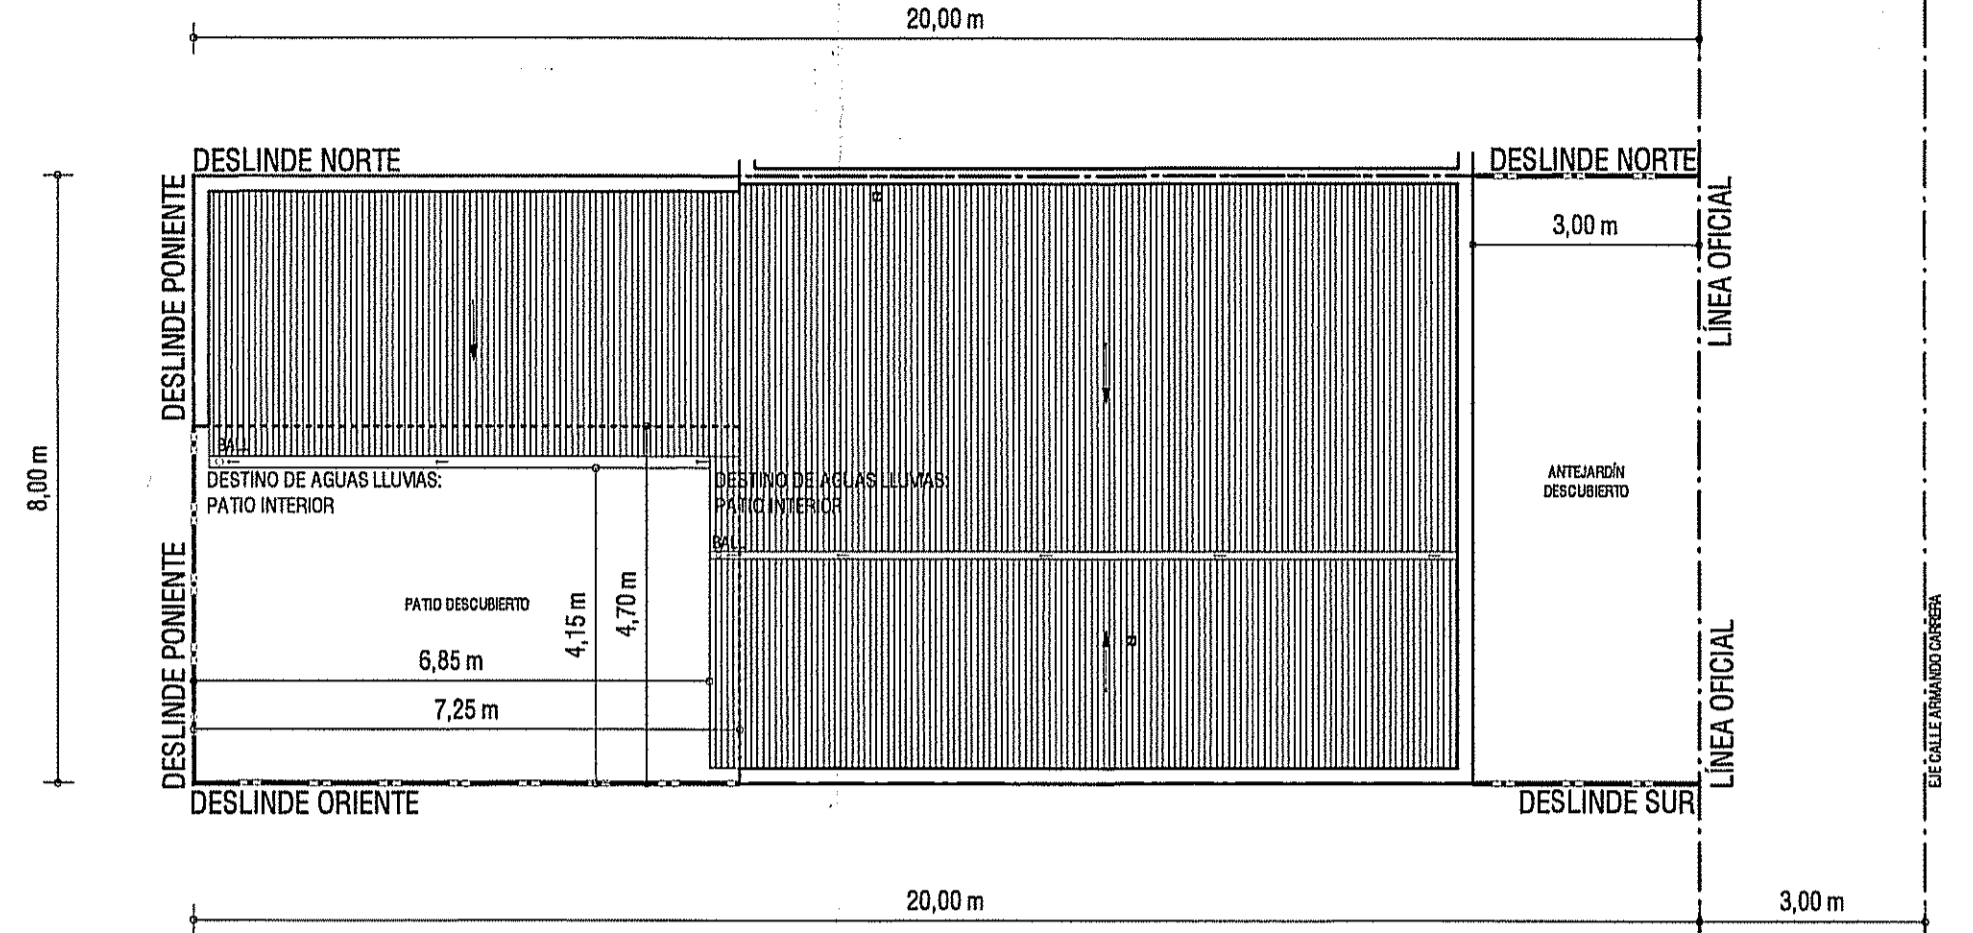 20,00 m
DESLINDE NORTE
DESLINDE NORTE
DESLINDE PONIENTE
LÍNEA OFICIAL
3,00 m
8,00 m
BALL.
DESTINO DE AGUAS LLUVIAS:
PATIO INTERIOR
DESTINO DE AGUAS LLUVIAS:
PATIO INTERIOR
ANTEJARDÍN
DESCUBIERTO
BALL.
PATIO DESCUBIERTO
4,15 m
4,70 m
6,85 m
7,25 m
DESLINDE PONIENTE
LÍNEA OFICIAL
EJE CALLE ARMANDO CARRERA
DESLINDE ORIENTE
DESLINDE SUR
20,00 m
3,00 m